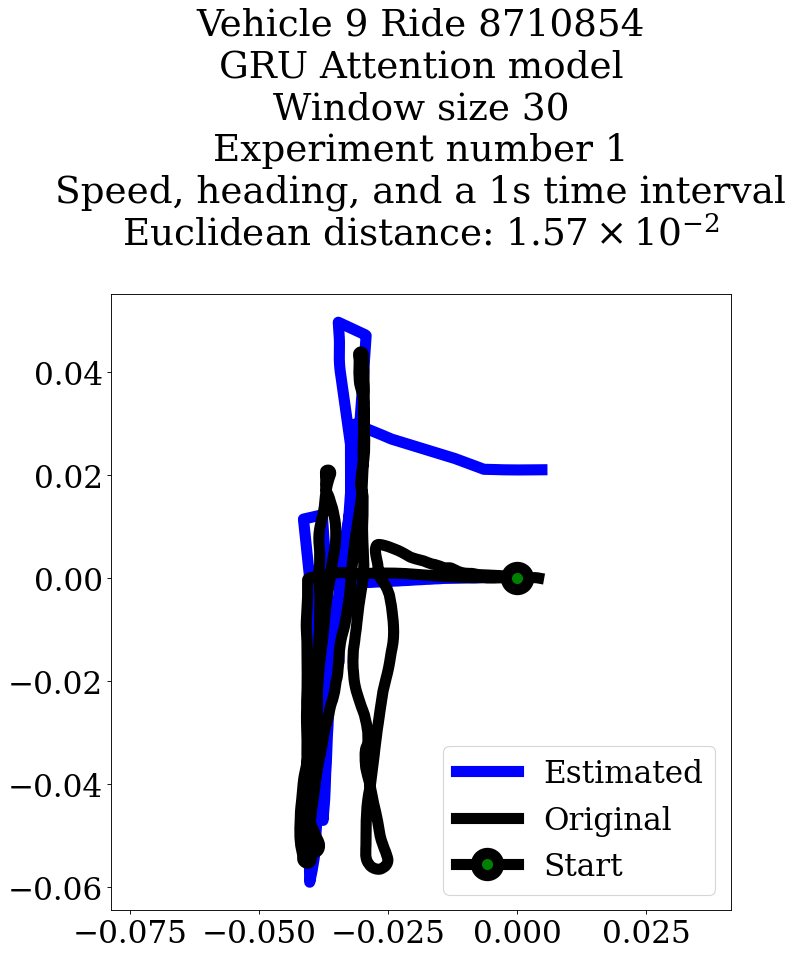 Vehicle 9 Ride 8710854
GRU Attention model
Window size 30
Experiment number 1
Speed, heading, and a 1s time interval
Euclidean distance: 1.57 × 10⁻²
0.04
0.02
0.00
−0.02
−0.04
−0.06
Estimated
Original
Start
−0.075 −0.050 −0.025 0.000 0.025